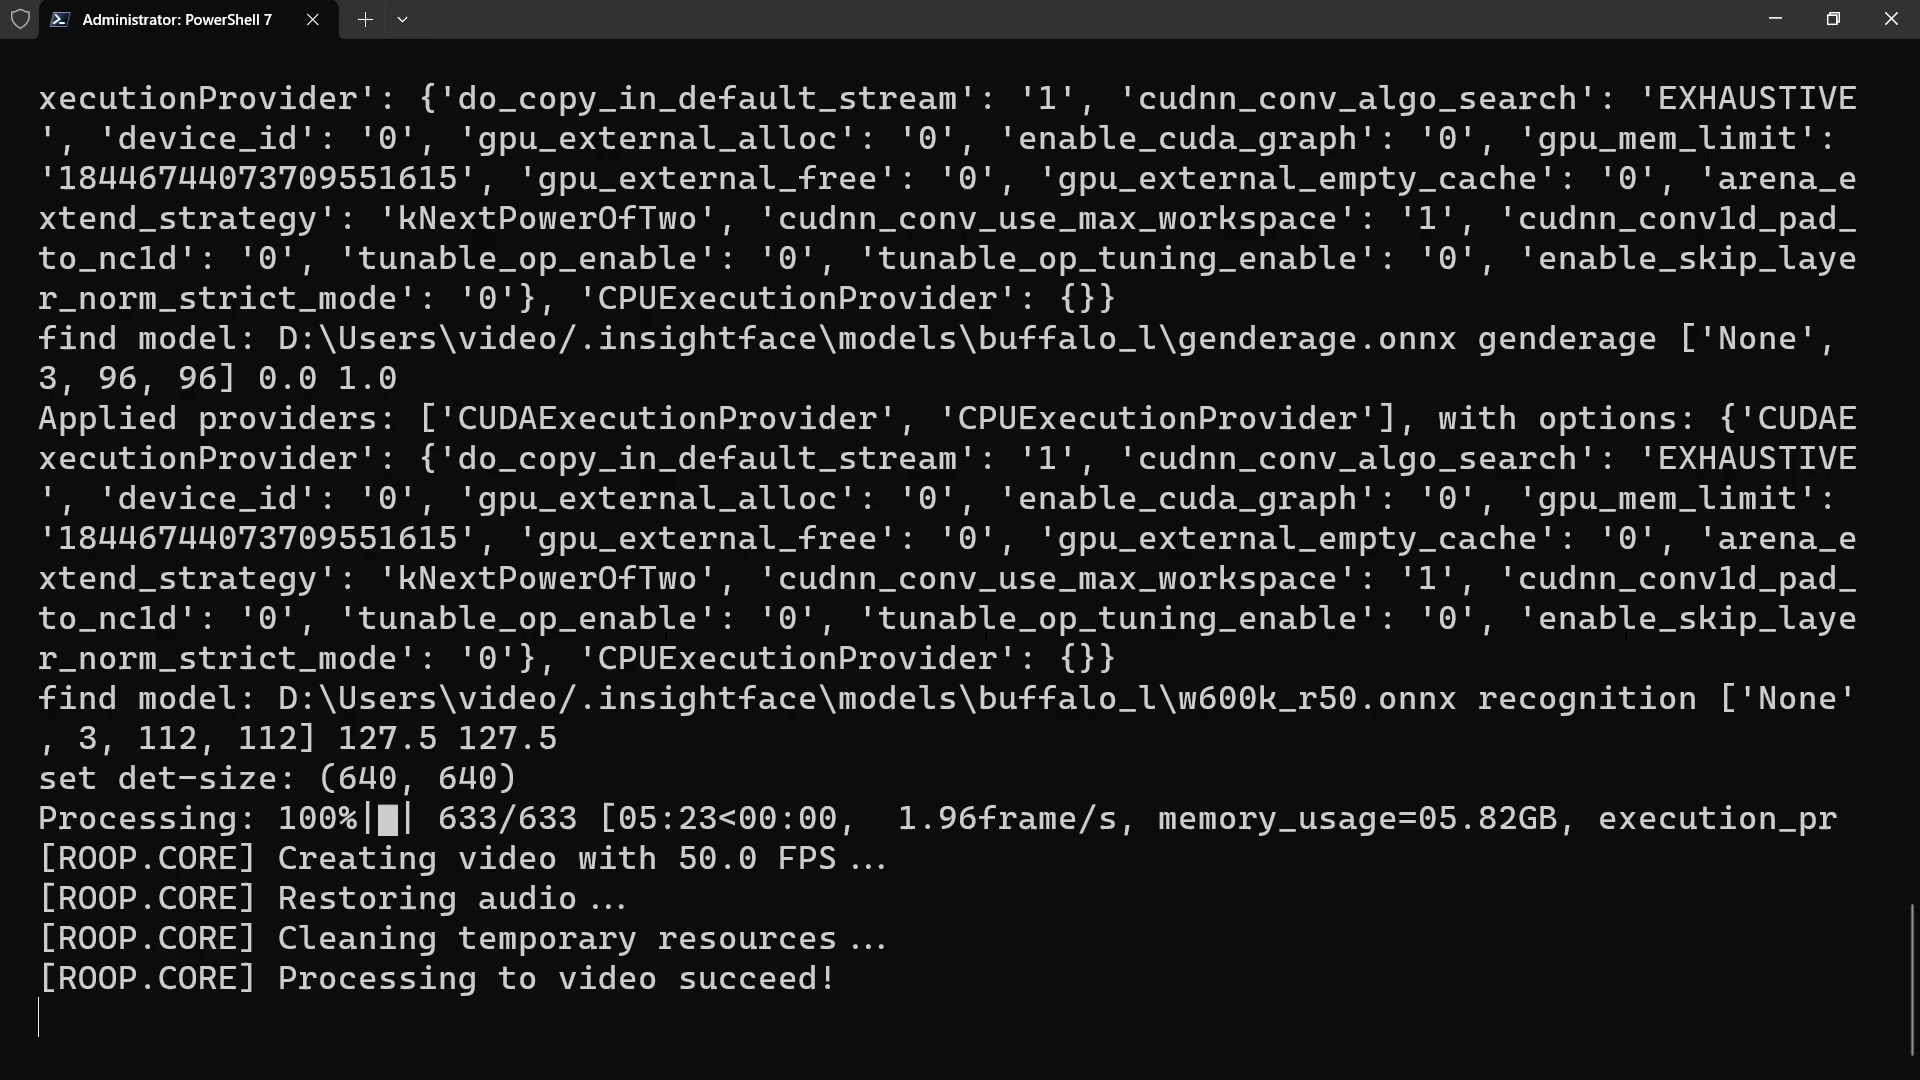 Administrator: PowerShell 7
xecutionProvider': {'do_copy_in_default_stream': '1', 'cudnn_conv_algo_search': 'EXHAUSTIVE
', 'device_id': '0', 'gpu_external_alloc': '0', 'enable_cuda_graph': '0', 'gpu_mem_limit':
'18446744073709551615', 'gpu_external_free': '0', 'gpu_external_empty_cache': '0', 'arena_e
xtend_strategy': 'kNextPowerOfTwo', 'cudnn_conv_use_max_workspace': '1', 'cudnn_conv1d_pad_
to_nc1d': '0', 'tunable_op_enable': '0', 'tunable_op_tuning_enable': '0', 'enable_skip_laye
r_norm_strict_mode': '0'}, 'CPUExecutionProvider': {}}
find model: D:\Users\video/.insightface\models\buffalo_l\genderage.onnx genderage ['None',
3, 96, 96] 0.0 1.0
Applied providers: ['CUDAExecutionProvider', 'CPUExecutionProvider'], with options: {'CUDAE
xecutionProvider': {'do_copy_in_default_stream': '1', 'cudnn_conv_algo_search': 'EXHAUSTIVE
', 'device_id': '0', 'gpu_external_alloc': '0', 'enable_cuda_graph': '0', 'gpu_mem_limit':
'18446744073709551615', 'gpu_external_free': '0', 'gpu_external_empty_cache': '0', 'arena_e
xtend_strategy': 'kNextPowerOfTwo', 'cudnn_conv_use_max_workspace': '1', 'cudnn_conv1d_pad_
to_nc1d': '0', 'tunable_op_enable': '0', 'tunable_op_tuning_enable': '0', 'enable_skip_laye
r_norm_strict_mode': '0'}, 'CPUExecutionProvider': {}}
find model: D:\Users\video/.insightface\models\buffalo_l\w600k_r50.onnx recognition ['None'
, 3, 112, 112] 127.5 127.5
set det-size: (640, 640)
Processing: 100%|█| 633/633 [05:23<00:00,  1.96frame/s, memory_usage=05.82GB, execution_pr
[ROOP.CORE] Creating video with 50.0 FPS...
[ROOP.CORE] Restoring audio...
[ROOP.CORE] Cleaning temporary resources...
[ROOP.CORE] Processing to video succeed!